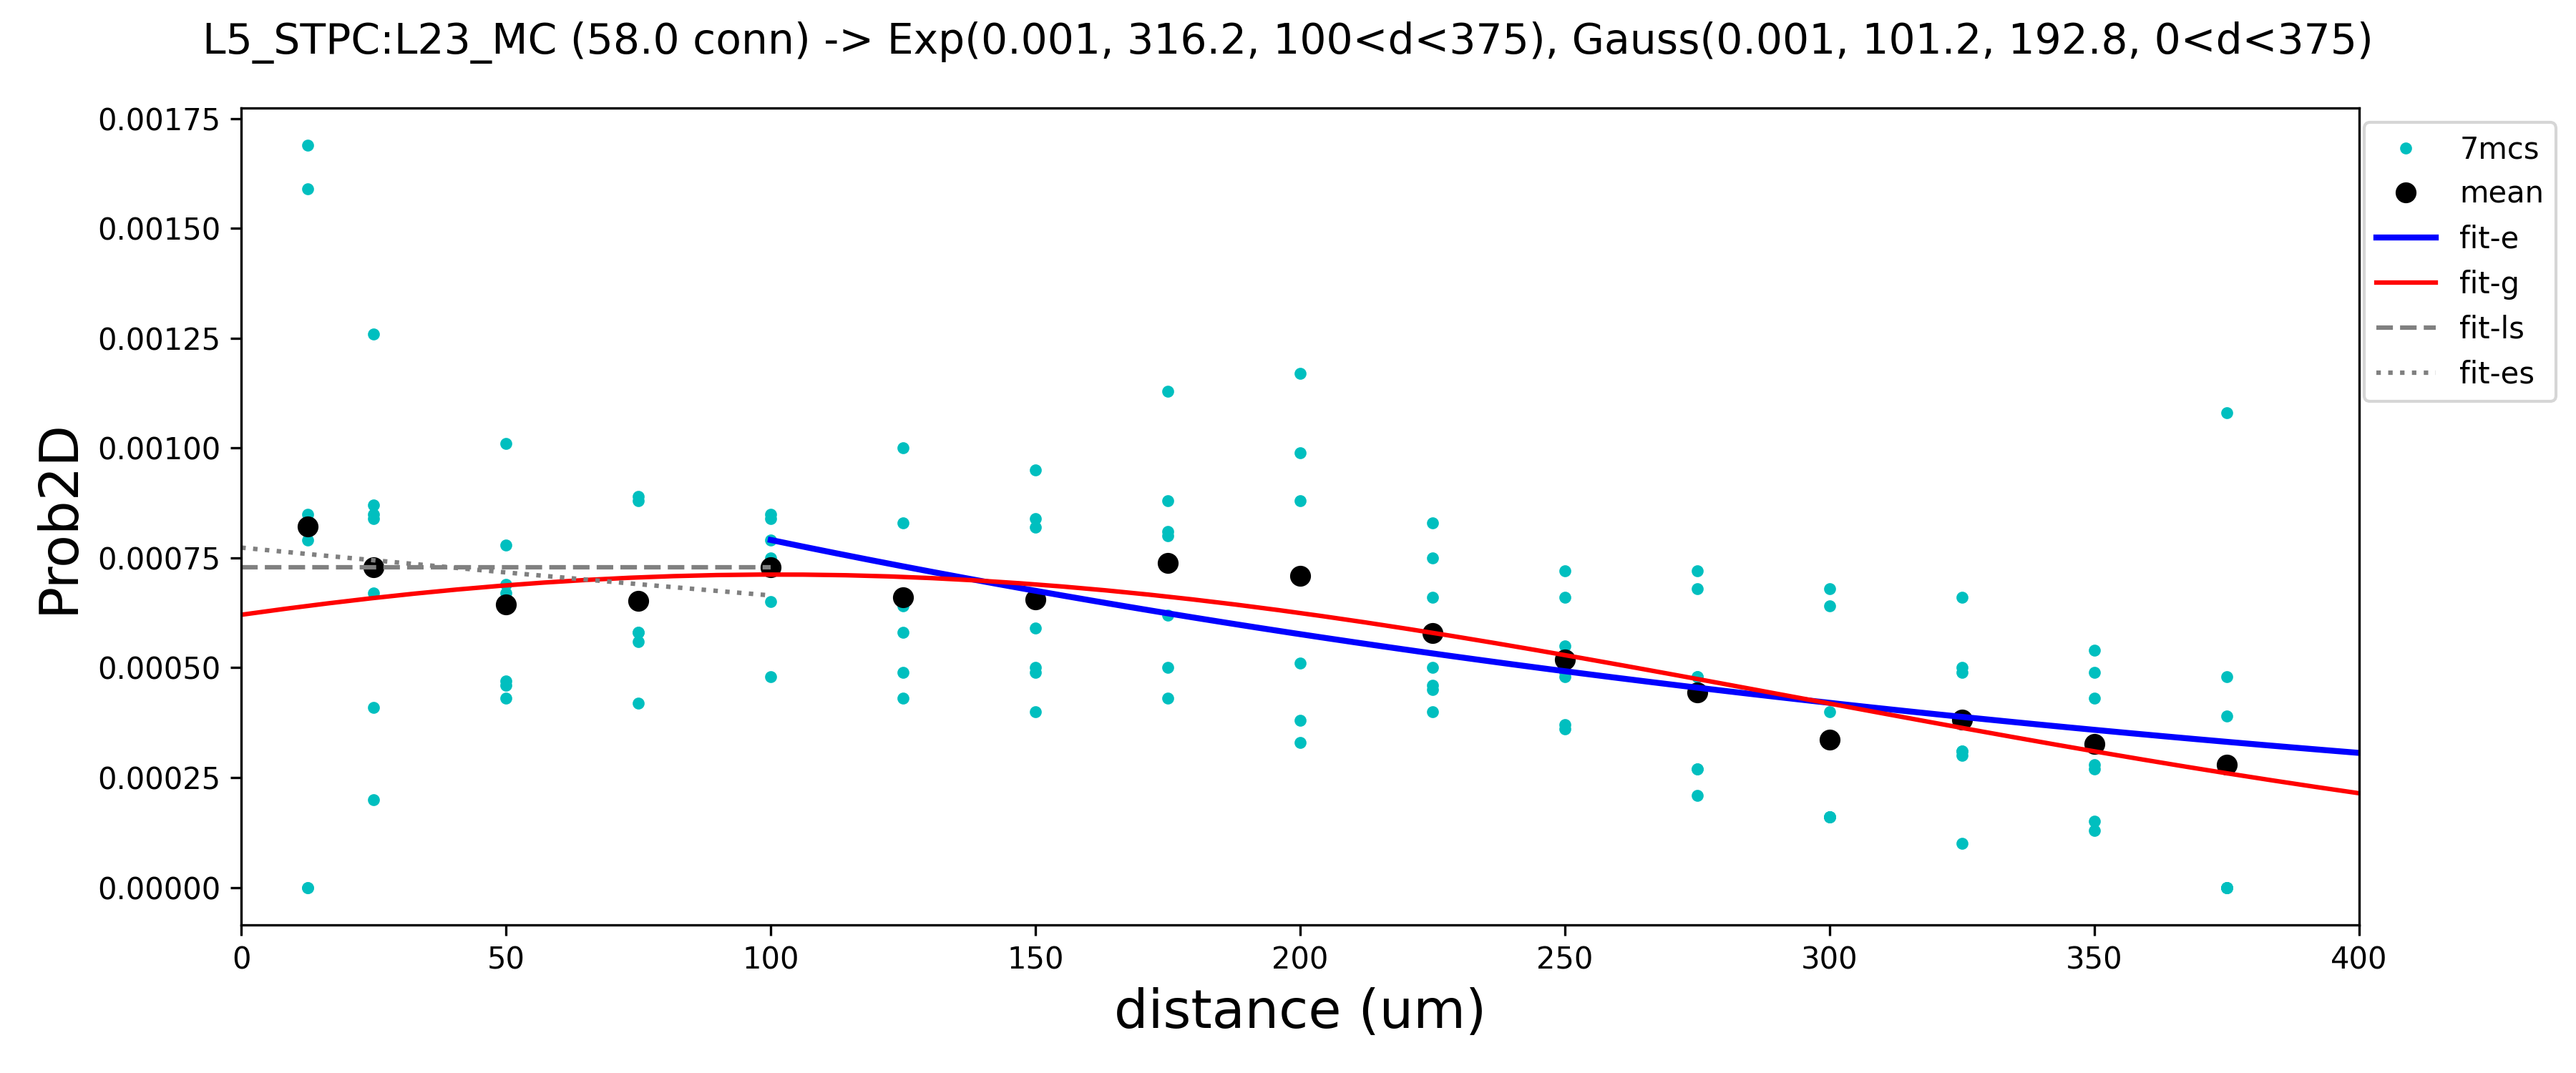 L5_STPC:L23_MC (58.0 conn) -> Exp(0.001, 316.2, 100<d<375), Gauss(0.001, 101.2, 192.8, 0<d<375)
0.00175
0.00150
0.00125
0.00100
0.00075
0.00050
0.00025
0.00000
Prob2D
0 50 100 150 200 250 300 350 400
distance (um)
7mcs
mean
fit-e
fit-g
fit-ls
fit-es